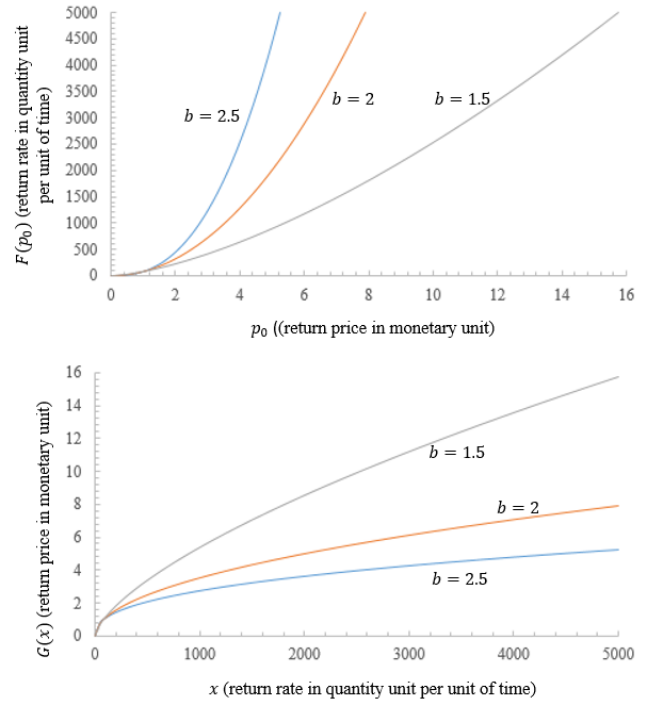 5000
4500
4000
3500
3000
2500
2000
1500
1000
500
0
F(p₀) (return rate in quantity unit
per unit of time)
b = 2.5
b = 2
b = 1.5
0 2 4 6 8 10 12 14 16
p₀ ((return price in monetary unit)
16
14
12
10
8
6
4
2
0
G(x) (return price in monetary unit)
b = 1.5
b = 2
b = 2.5
0 1000 2000 3000 4000 5000
x (return rate in quantity unit per unit of time)